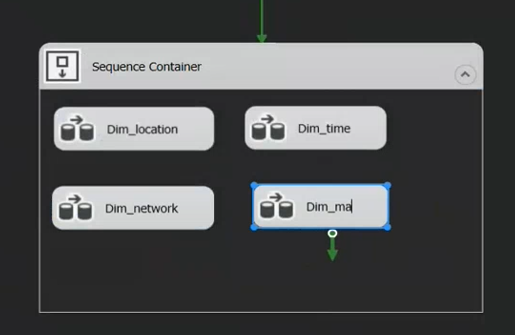 Sequence Container
Dim_location
Dim_time
Dim_network
Dim_ma